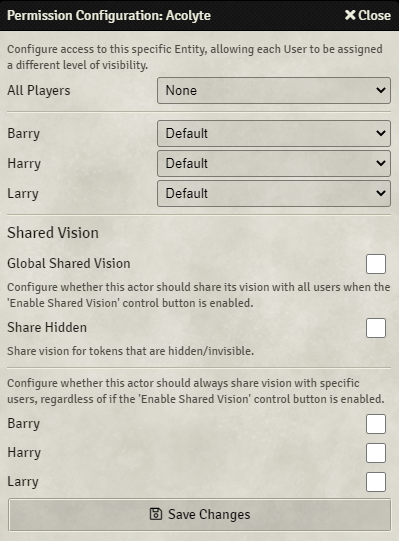 Permission Configuration: Acolyte
Close
Configure access to this specific Entity, allowing each User to be assigned
a different level of visibility.
All Players
None
Barry
Default
Harry
Default
Larry
Default
Shared Vision
Global Shared Vision
Configure whether this actor should share its vision with all users when the
'Enable Shared Vision' control button is enabled.
Share Hidden
Share vision for tokens that are hidden/invisible.
Configure whether this actor should always share vision with specific
users, regardless of if the 'Enable Shared Vision' control button is enabled.
Barry
Harry
Larry
Save Changes